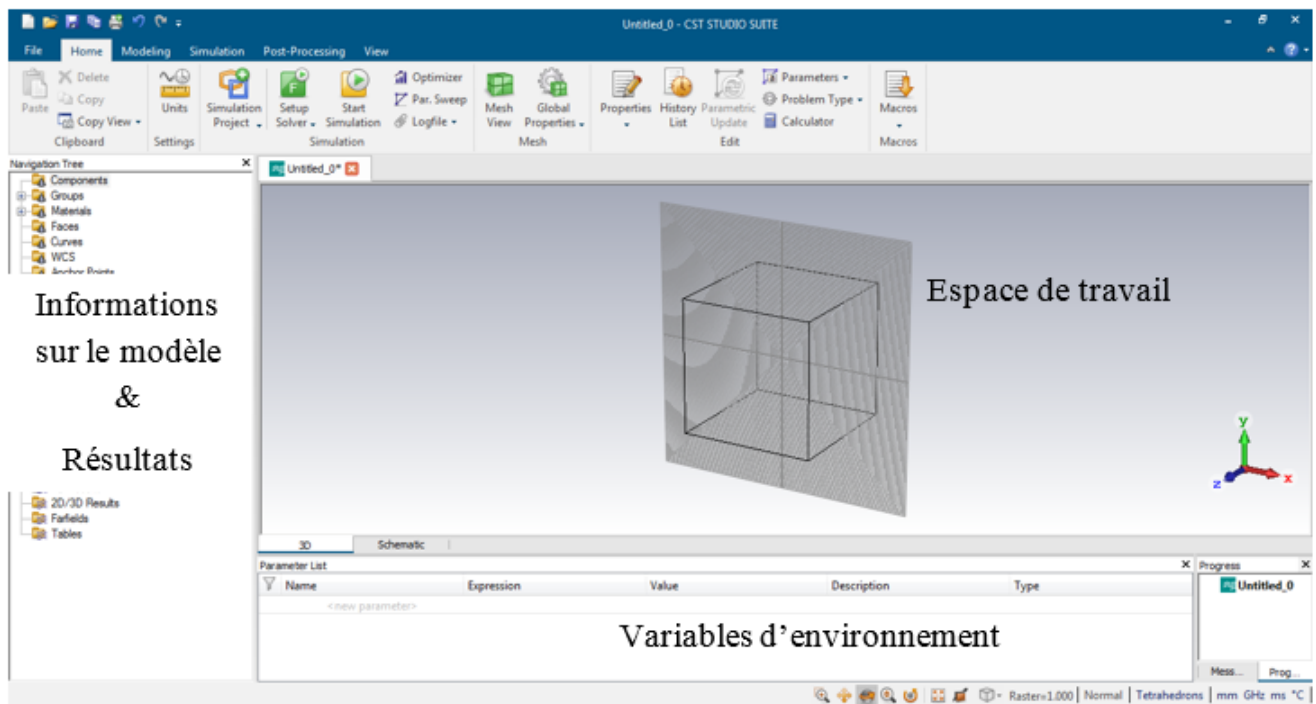 Untitled_0 - CST STUDIO SUITE
File Home Modeling Simulation Post-Processing View
Paste
Delete
Copy
Copy View
Clipboard
Units
Settings
Simulation
Project
Setup
Solver
Start
Simulation
Optimizer
Par. Sweep
Logfile
Simulation
Mesh
View
Global
Properties
Mesh
Properties
History
List
Parametric
Update
Parameters
Problem Type
Calculator
Edit
Macros
Macros
Navigation Tree
Components
Groups
Materials
Faces
Curves
WCS
Anchor Points
Informations
sur le modèle
&
Résultats
2D/3D Results
Farfields
Tables
Untitled_0*
Espace de travail
y
z
x
3D Schematic
Parameter List
Name Expression Value Description Type
<new parameter>
Variables d’environnement
Progress
Untitled_0
Mess... Prog...
Raster=1.000 Normal Tetrahedrons mm GHz ms °C